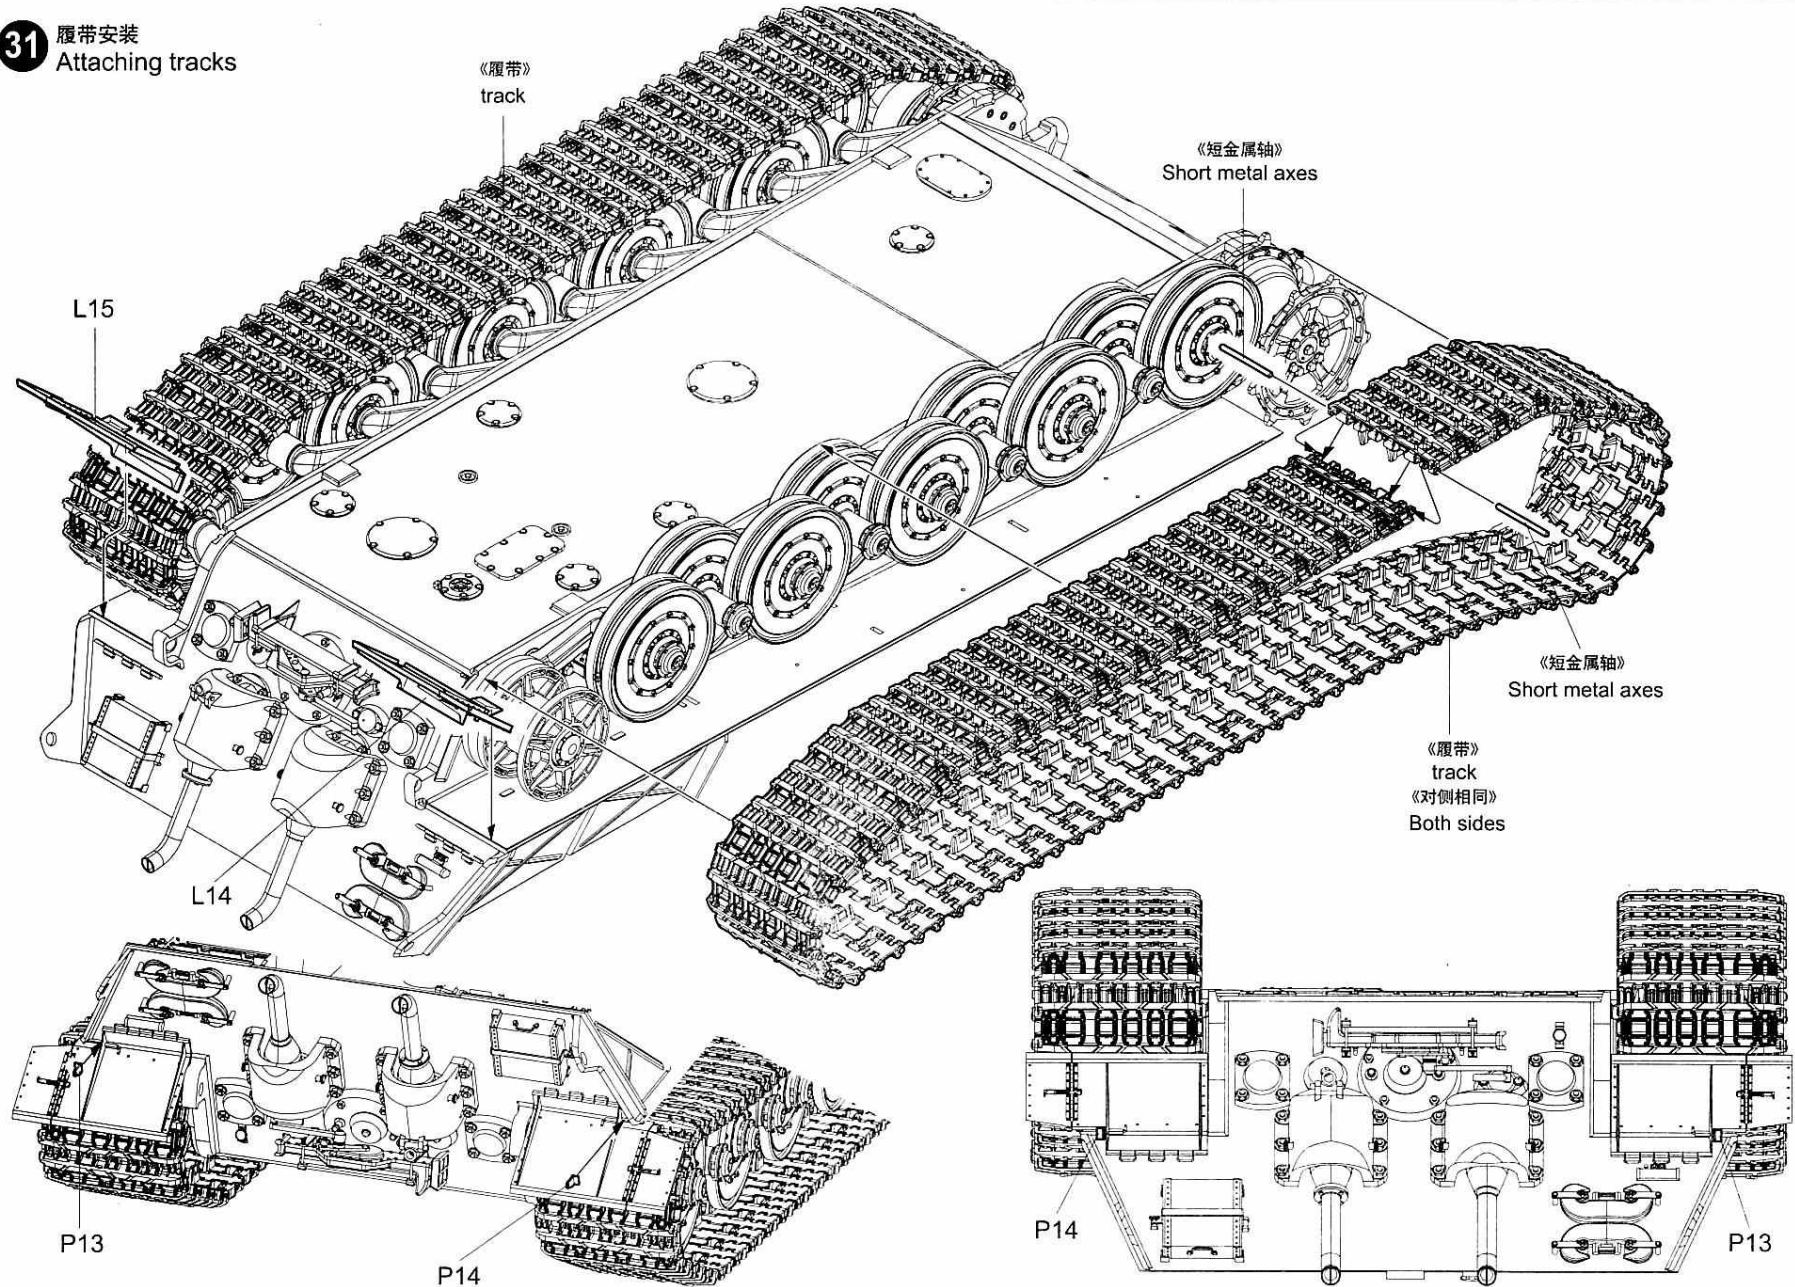 31 履带安装
Attaching tracks
《履带》
track
《短金属轴》
Short metal axes
L15
《短金属轴》
Short metal axes
《履带》
track
《对侧相同》
Both sides
L14
P13
P14
P14
P13